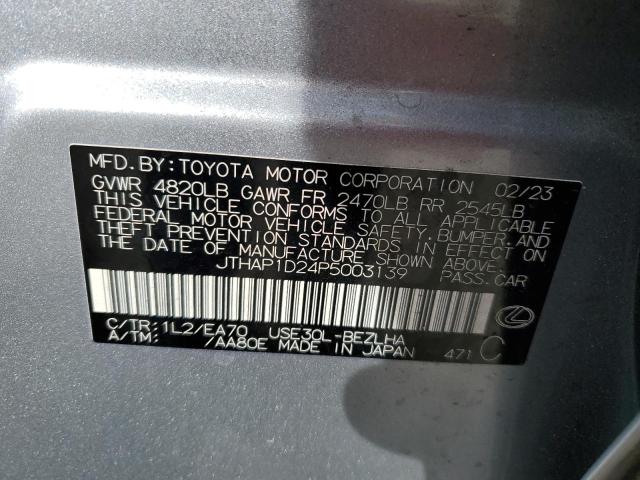 MFD. BY: TOYOTA MOTOR CORPORATION 02/23
GVWR 4820LB GAWR FR 2470LB RR 2545LB
THIS VEHICLE CONFORMS TO ALL APPLICABLE
FEDERAL MOTOR VEHICLE SAFETY, BUMPER, AND
THEFT PREVENTION STANDARDS IN EFFECT ON
THE DATE OF MANUFACTURE SHOWN ABOVE.
JTHAP1D24P5003139 PASS.CAR
C/TR: 1L2/EA70 USE30L-BEZLHA
A/TM: /AA80E MADE IN JAPAN 471 C